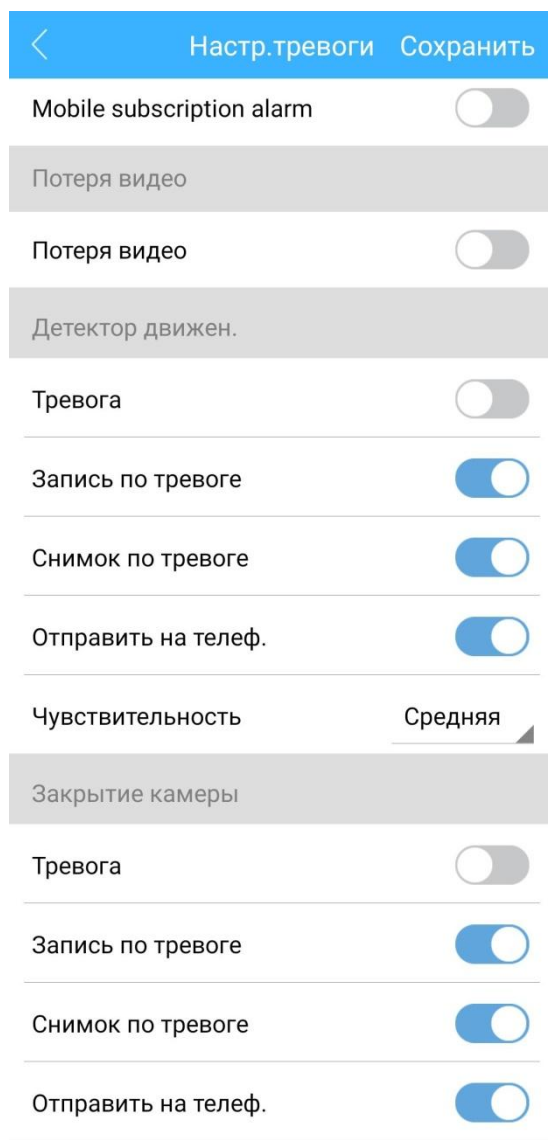 Настр.тревоги Сохранить
Mobile subscription alarm
Потеря видео
Потеря видео
Детектор движен.
Тревога
Запись по тревоге
Снимок по тревоге
Отправить на телеф.
Чувствительность Средняя
Закрытие камеры
Тревога
Запись по тревоге
Снимок по тревоге
Отправить на телеф.